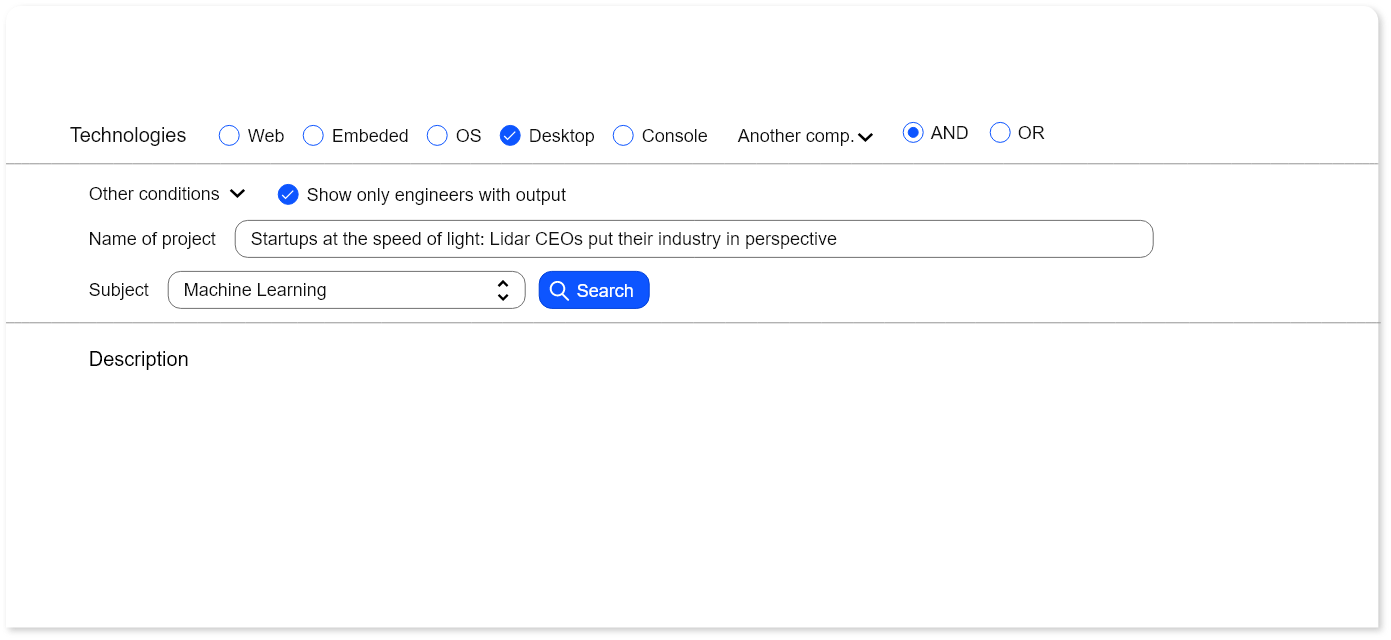 Technologies Web Embeded OS Desktop Console Another comp. AND OR
Other conditions Show only engineers with output
Name of project Startups at the speed of light: Lidar CEOs put their industry in perspective
Subject Machine Learning Search
Description